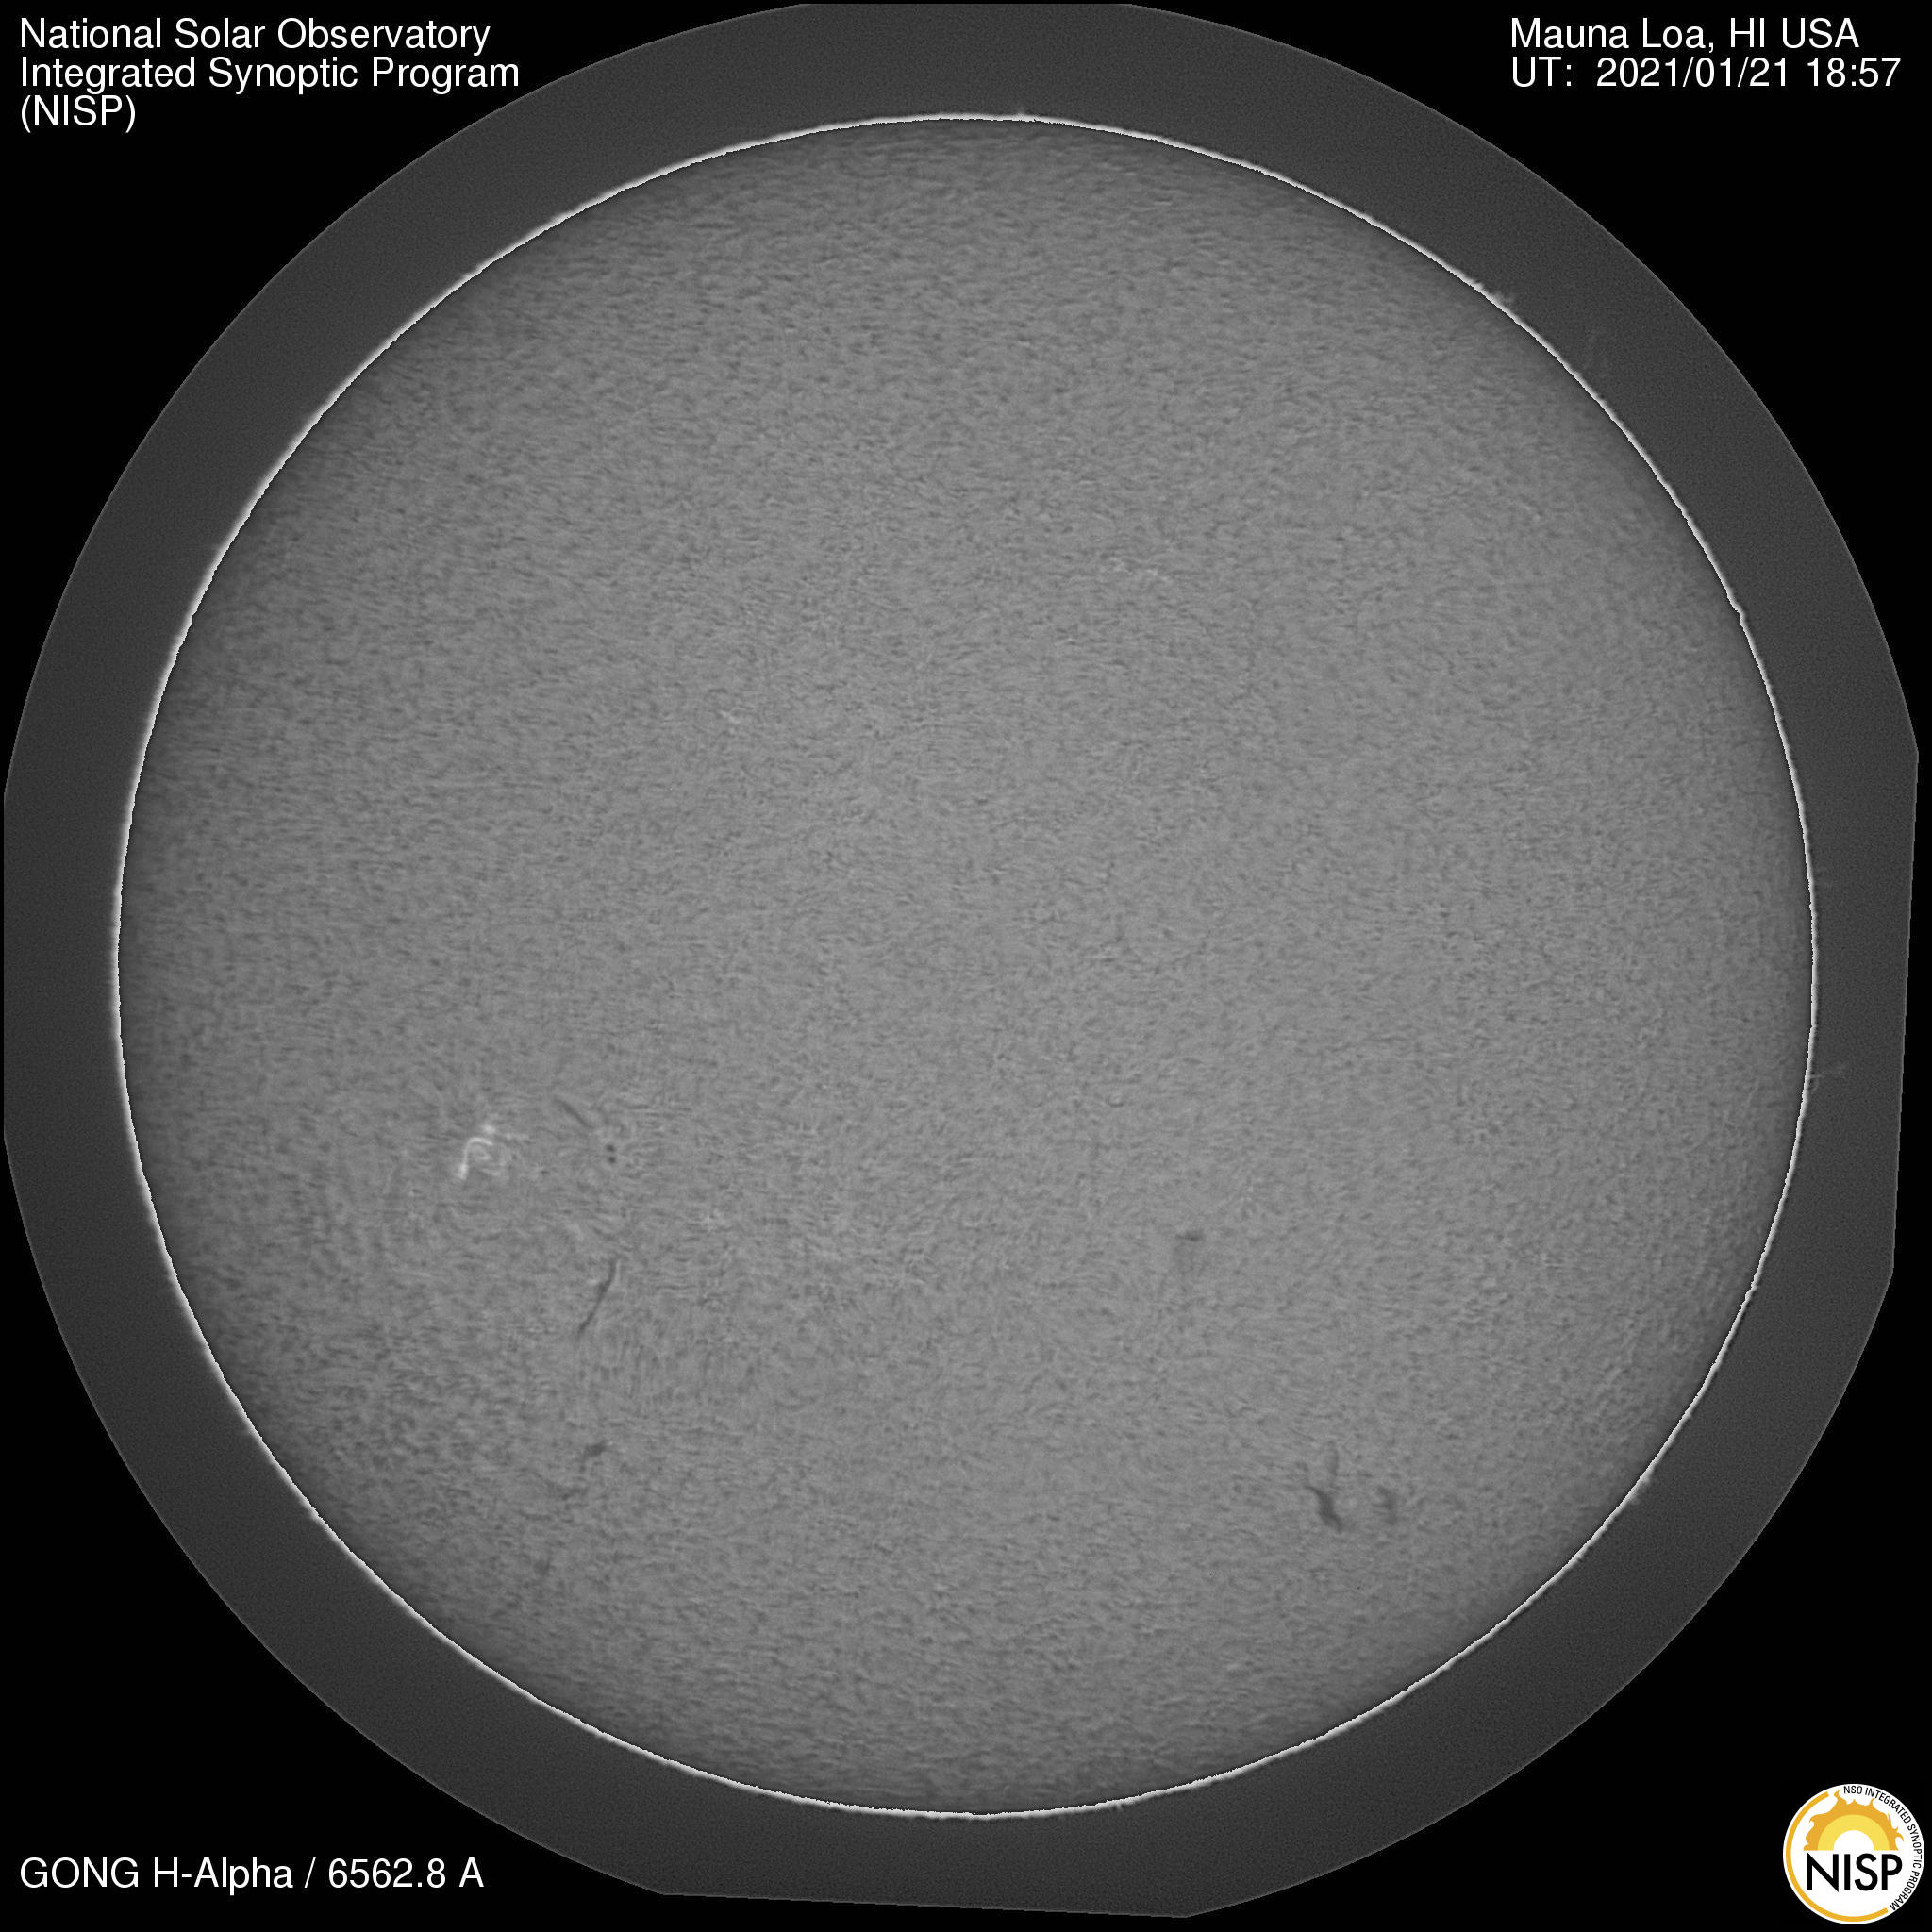 National Solar Observatory
Integrated Synoptic Program
(NISP)
Mauna Loa, HI USA
UT: 2021/01/21 18:57
GONG H-Alpha / 6562.8 A
NSO INTEGRATED SYNOPTIC PROGRAM
NISP